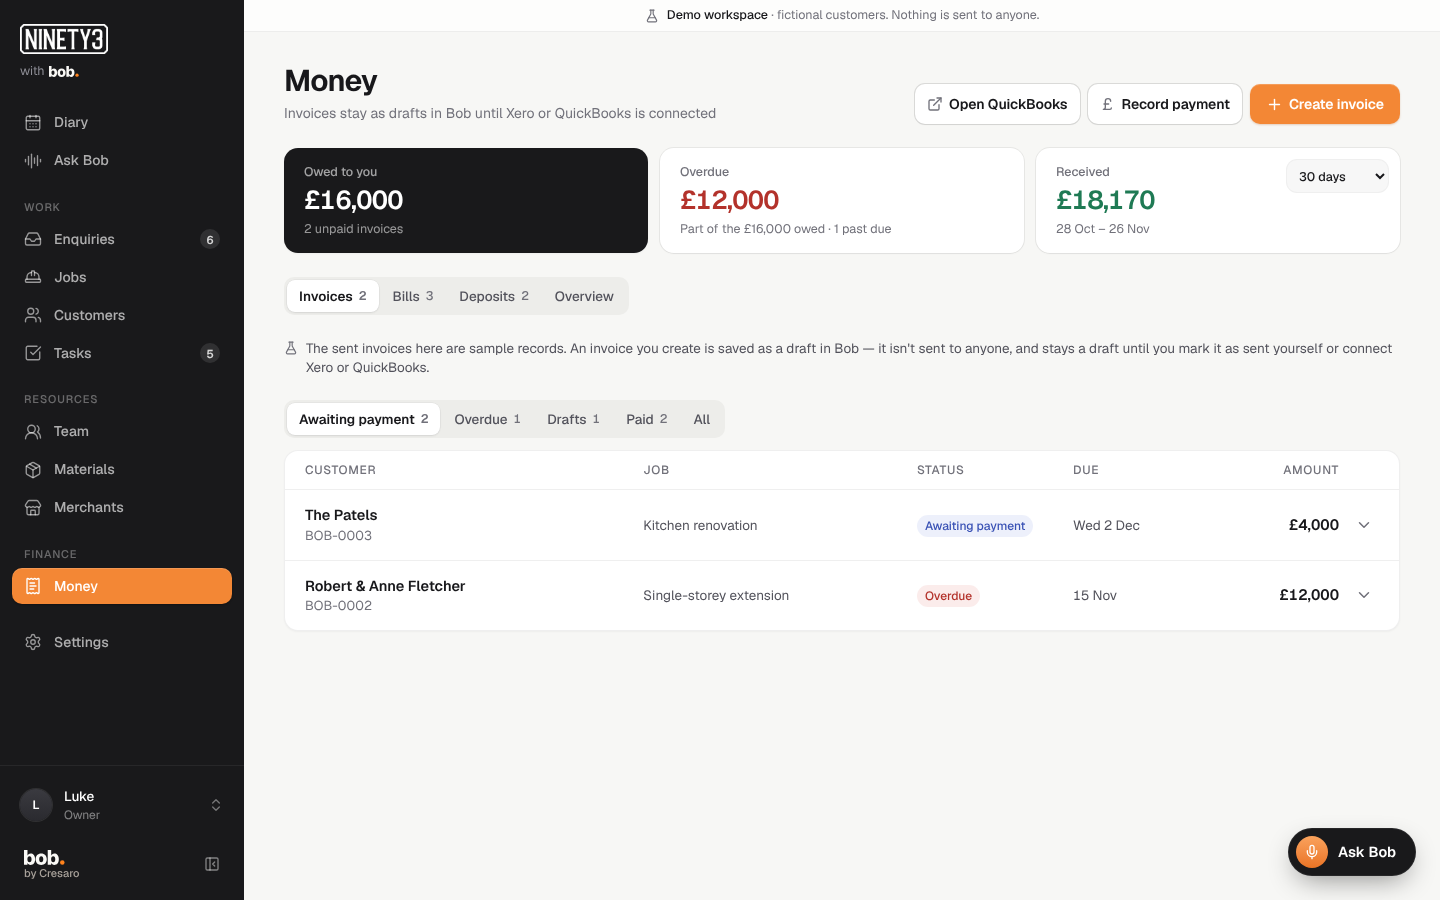 Demo workspace · fictional customers. Nothing is sent to anyone.
NINETY3
with bob.
Diary
Ask Bob
WORK
Enquiries 6
Jobs
Customers
Tasks 5
RESOURCES
Team
Materials
Merchants
FINANCE
Money
Settings
L
Luke
Owner
bob.
by Cresaro
Money
Invoices stay as drafts in Bob until Xero or QuickBooks is connected
Open QuickBooks
£ Record payment
+ Create invoice
Owed to you
£16,000
2 unpaid invoices
Overdue
£12,000
Part of the £16,000 owed · 1 past due
Received
30 days
£18,170
28 Oct – 26 Nov
Invoices 2 Bills 3 Deposits 2 Overview
The sent invoices here are sample records. An invoice you create is saved as a draft in Bob — it isn't sent to anyone, and stays a draft until you mark it as sent yourself or connect
Xero or QuickBooks.
Awaiting payment 2 Overdue 1 Drafts 1 Paid 2 All
CUSTOMER JOB STATUS DUE AMOUNT
The Patels
BOB-0003
Kitchen renovation
Awaiting payment
Wed 2 Dec
£4,000
Robert & Anne Fletcher
BOB-0002
Single-storey extension
Overdue
15 Nov
£12,000
Ask Bob